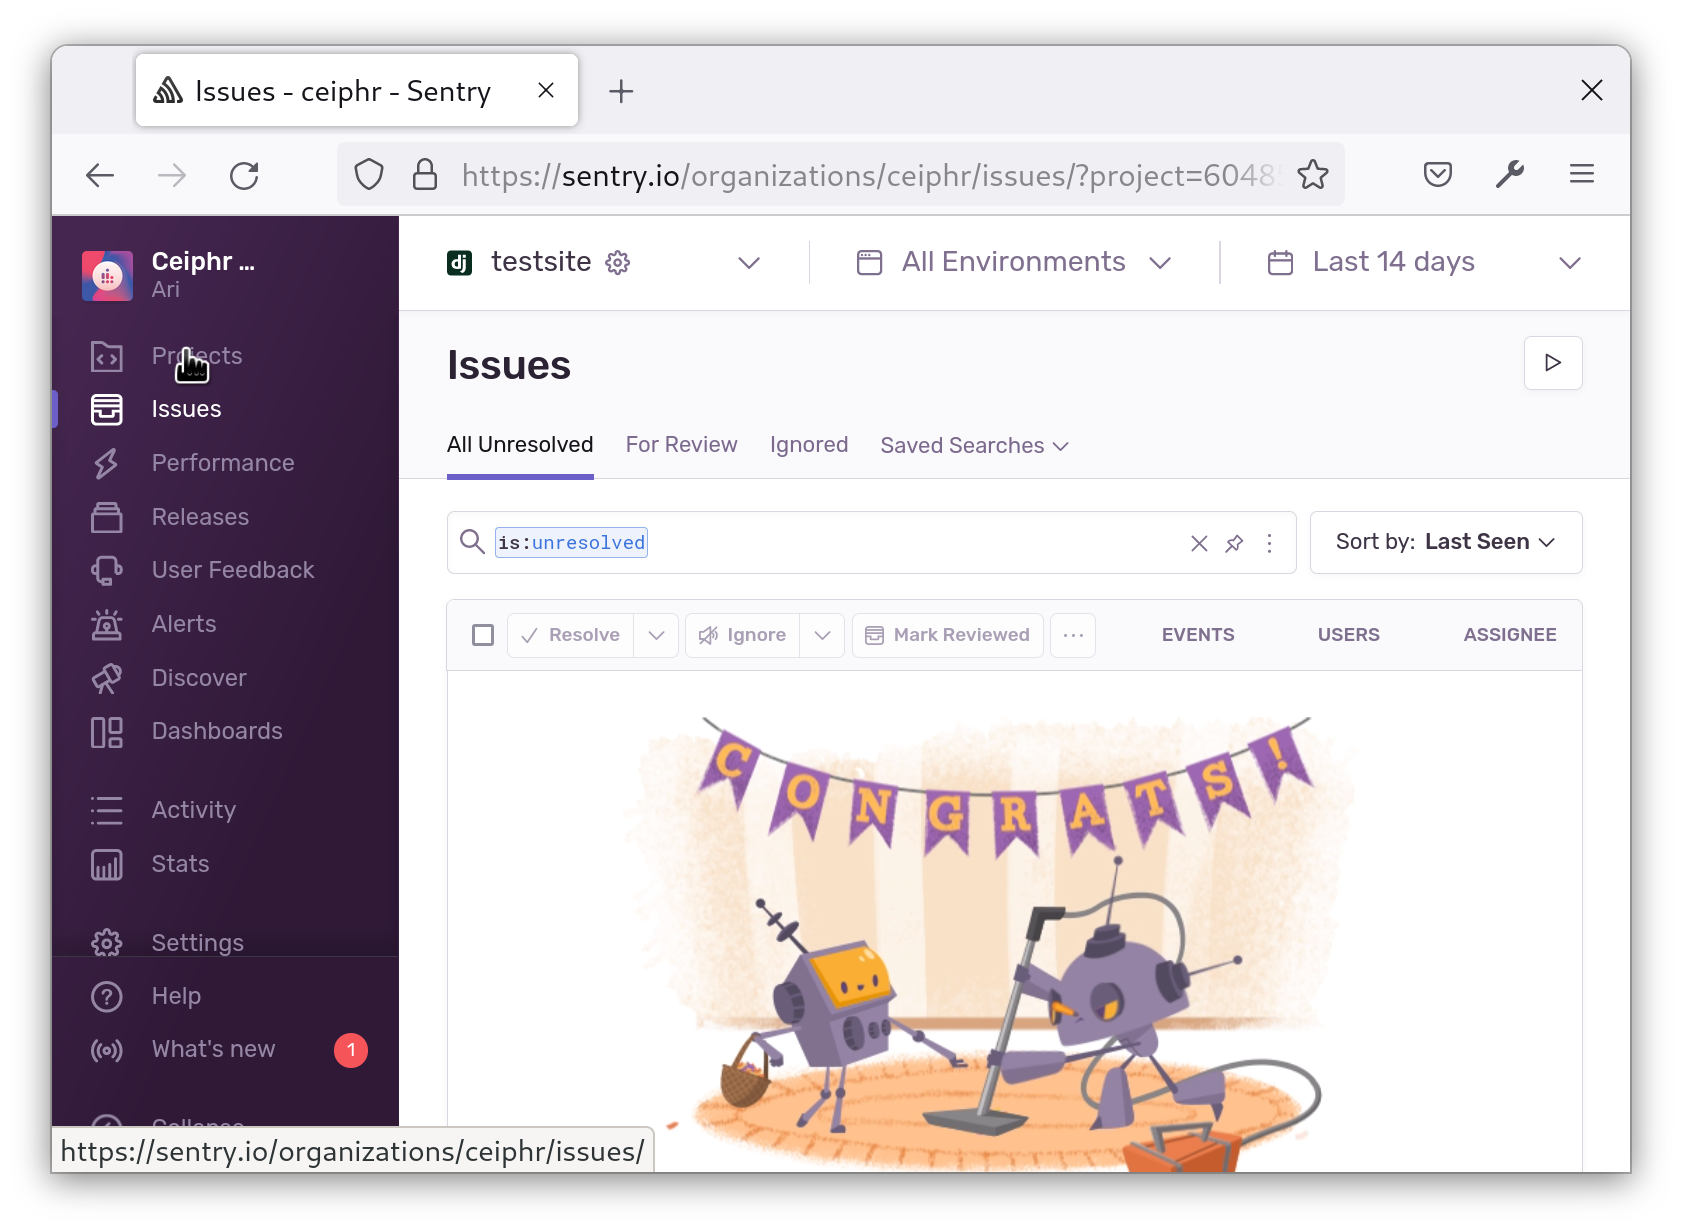 Issues - ceiphr - Sentry
https://sentry.io/organizations/ceiphr/issues/?project=6048
Ceiphr ...
Ari
testsite
All Environments
Last 14 days
Projects
Issues
Performance
Releases
User Feedback
Alerts
Discover
Dashboards
Activity
Stats
Settings
Help
What's new
1
Collapse
Issues
All Unresolved
For Review
Ignored
Saved Searches
is:unresolved
Sort by: Last Seen
Resolve
Ignore
Mark Reviewed
...
EVENTS
USERS
ASSIGNEE
CONGRATS!
https://sentry.io/organizations/ceiphr/issues/